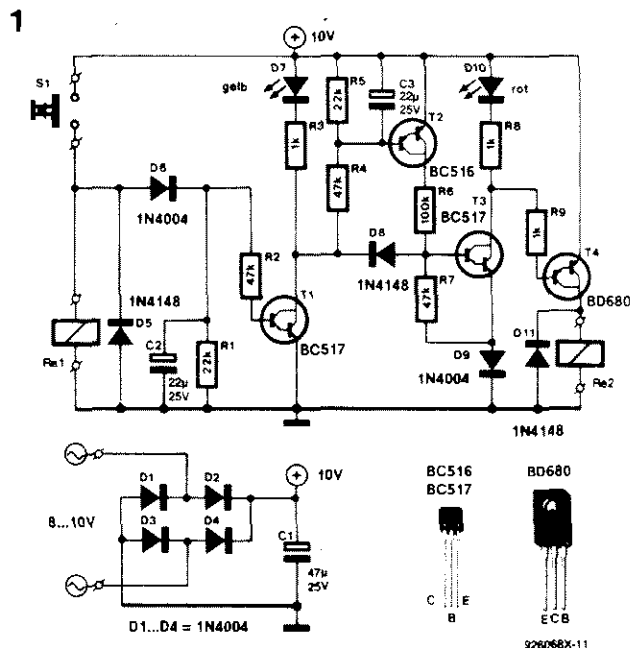 1
10V
S1
D7
gelb
R3
1k
R5
22k
C3
22µ
25V
T2
BC516
D10
rot
R8
1k
R4
47k
R6
100k
T3
BC517
R9
1k
T4
BD680
D6
1N4004
R2
47k
T1
BC517
D8
1N4148
R7
47k
1N4148
D5
Re1
C2
22µ
25V
R1
22k
D9
1N4004
D11
1N4148
Re2
8...10V
D1
D2
D3
D4
10V
C1
47µ
25V
D1...D4 = 1N4004
BC516
BC517
C
B
E
BD680
E C B
926068X-11